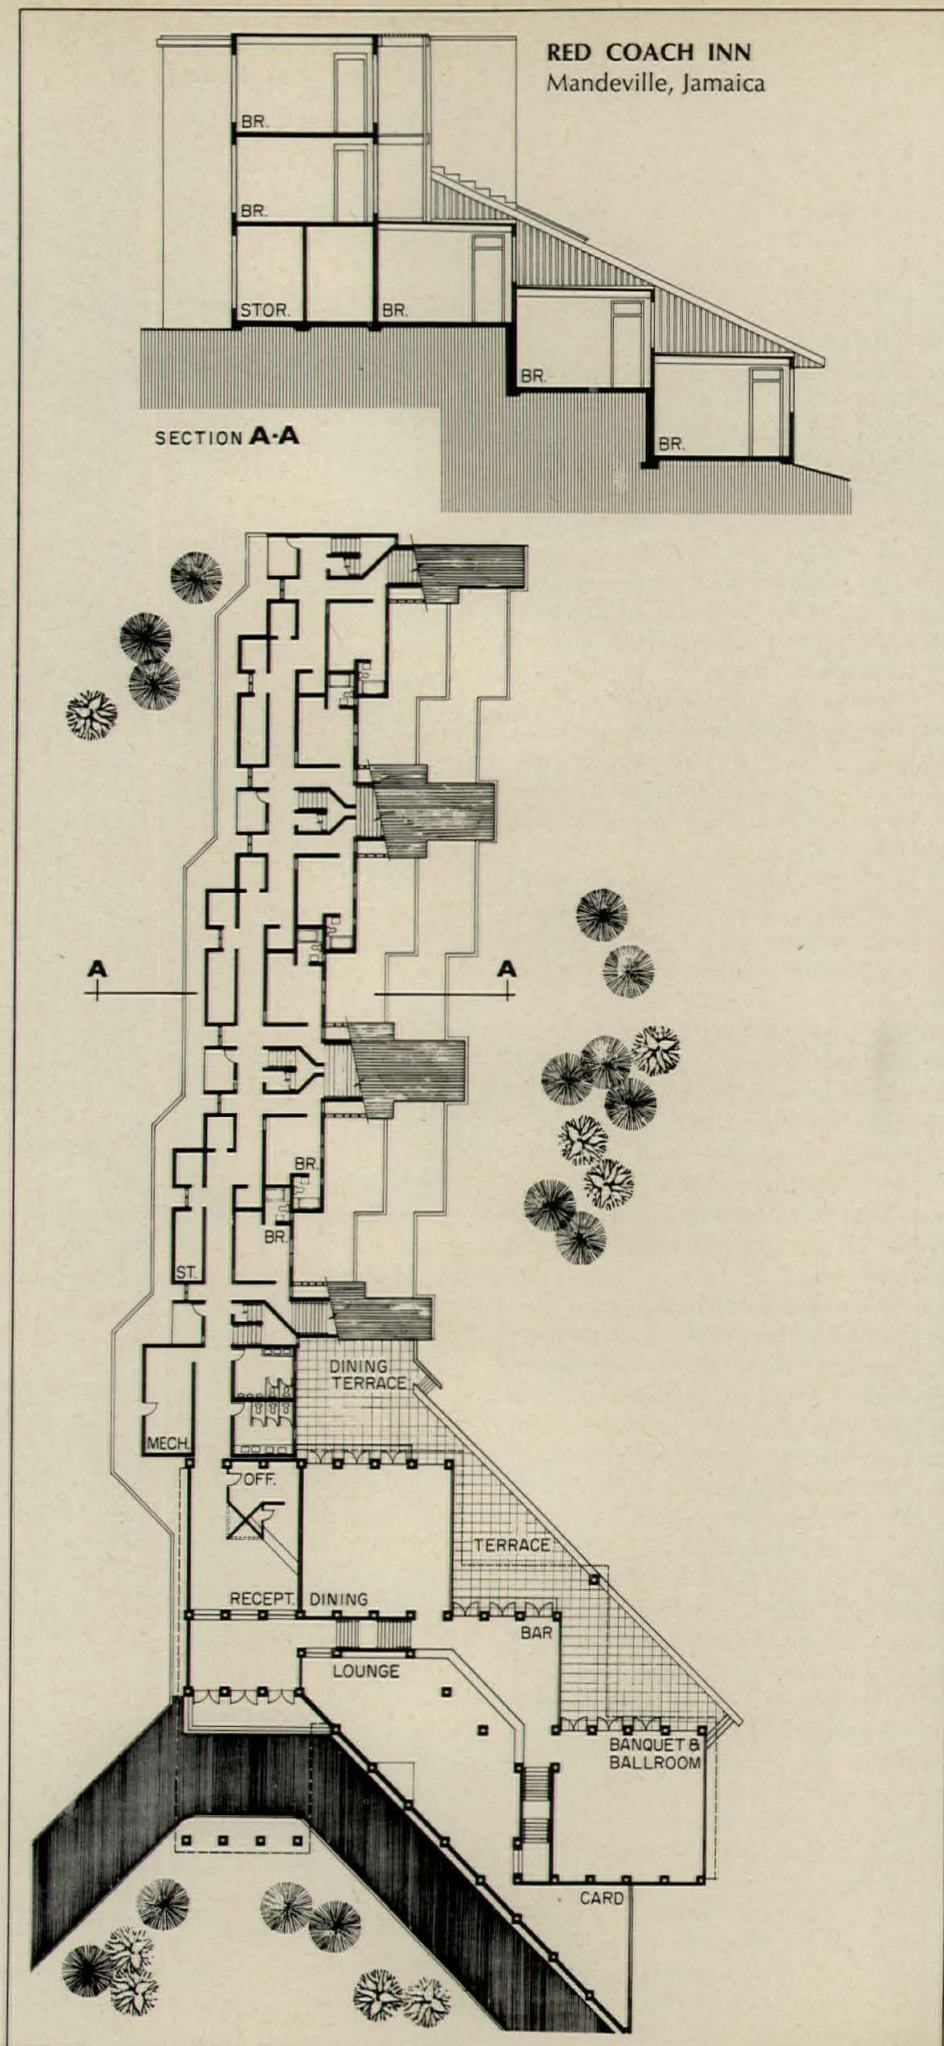 RED COACH INN
Mandeville, Jamaica
BR.
BR.
STOR.
BR.
BR.
BR.
SECTION A-A
A
A
BR.
BR.
ST.
DINING
TERRACE
MECH.
OFF.
TERRACE
RECEPT.
DINING
BAR
LOUNGE
BANQUET &
BALLROOM
CARD